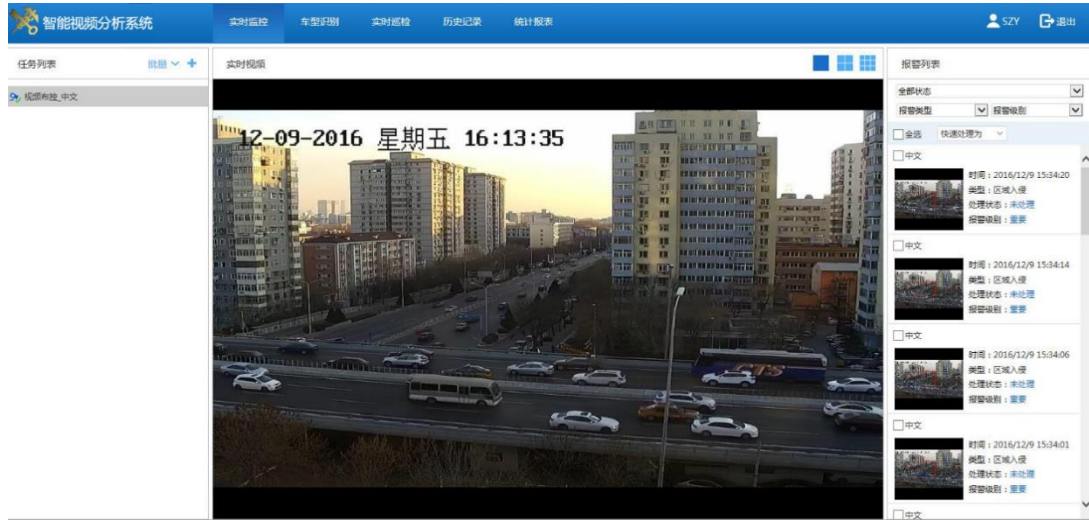 智能视频分析系统
实时监控 车型识别 实时巡检 历史记录 统计报表
SZY 退出
任务列表 批量
视频布控_中文
实时视频
12-09-2016 星期五 16:13:35
报警列表
全部状态
报警类型 报警级别
全选 快速处理为
中文
时间：2016/12/9 15:34:20
类型：区域入侵
处理状态：未处理
报警级别：重要
中文
时间：2016/12/9 15:34:14
类型：区域入侵
处理状态：未处理
报警级别：重要
中文
时间：2016/12/9 15:34:06
类型：区域入侵
处理状态：未处理
报警级别：重要
中文
时间：2016/12/9 15:34:01
类型：区域入侵
处理状态：未处理
报警级别：重要
中文